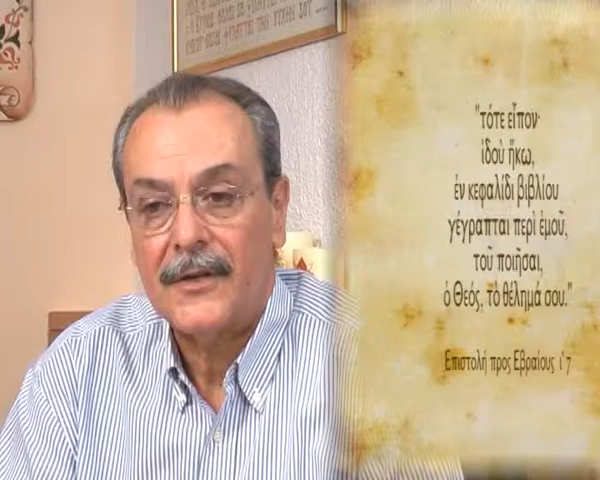 "τότε εἶπον·
ἰδοὺ ἥκω,
ἐν κεφαλίδι βιβλίου
γέγραπται περὶ ἐμοῦ,
τοῦ ποιῆσαι,
ὁ Θεός, τὸ θέλημά σου."
Επιστολή προς Εβραίους ι΄7